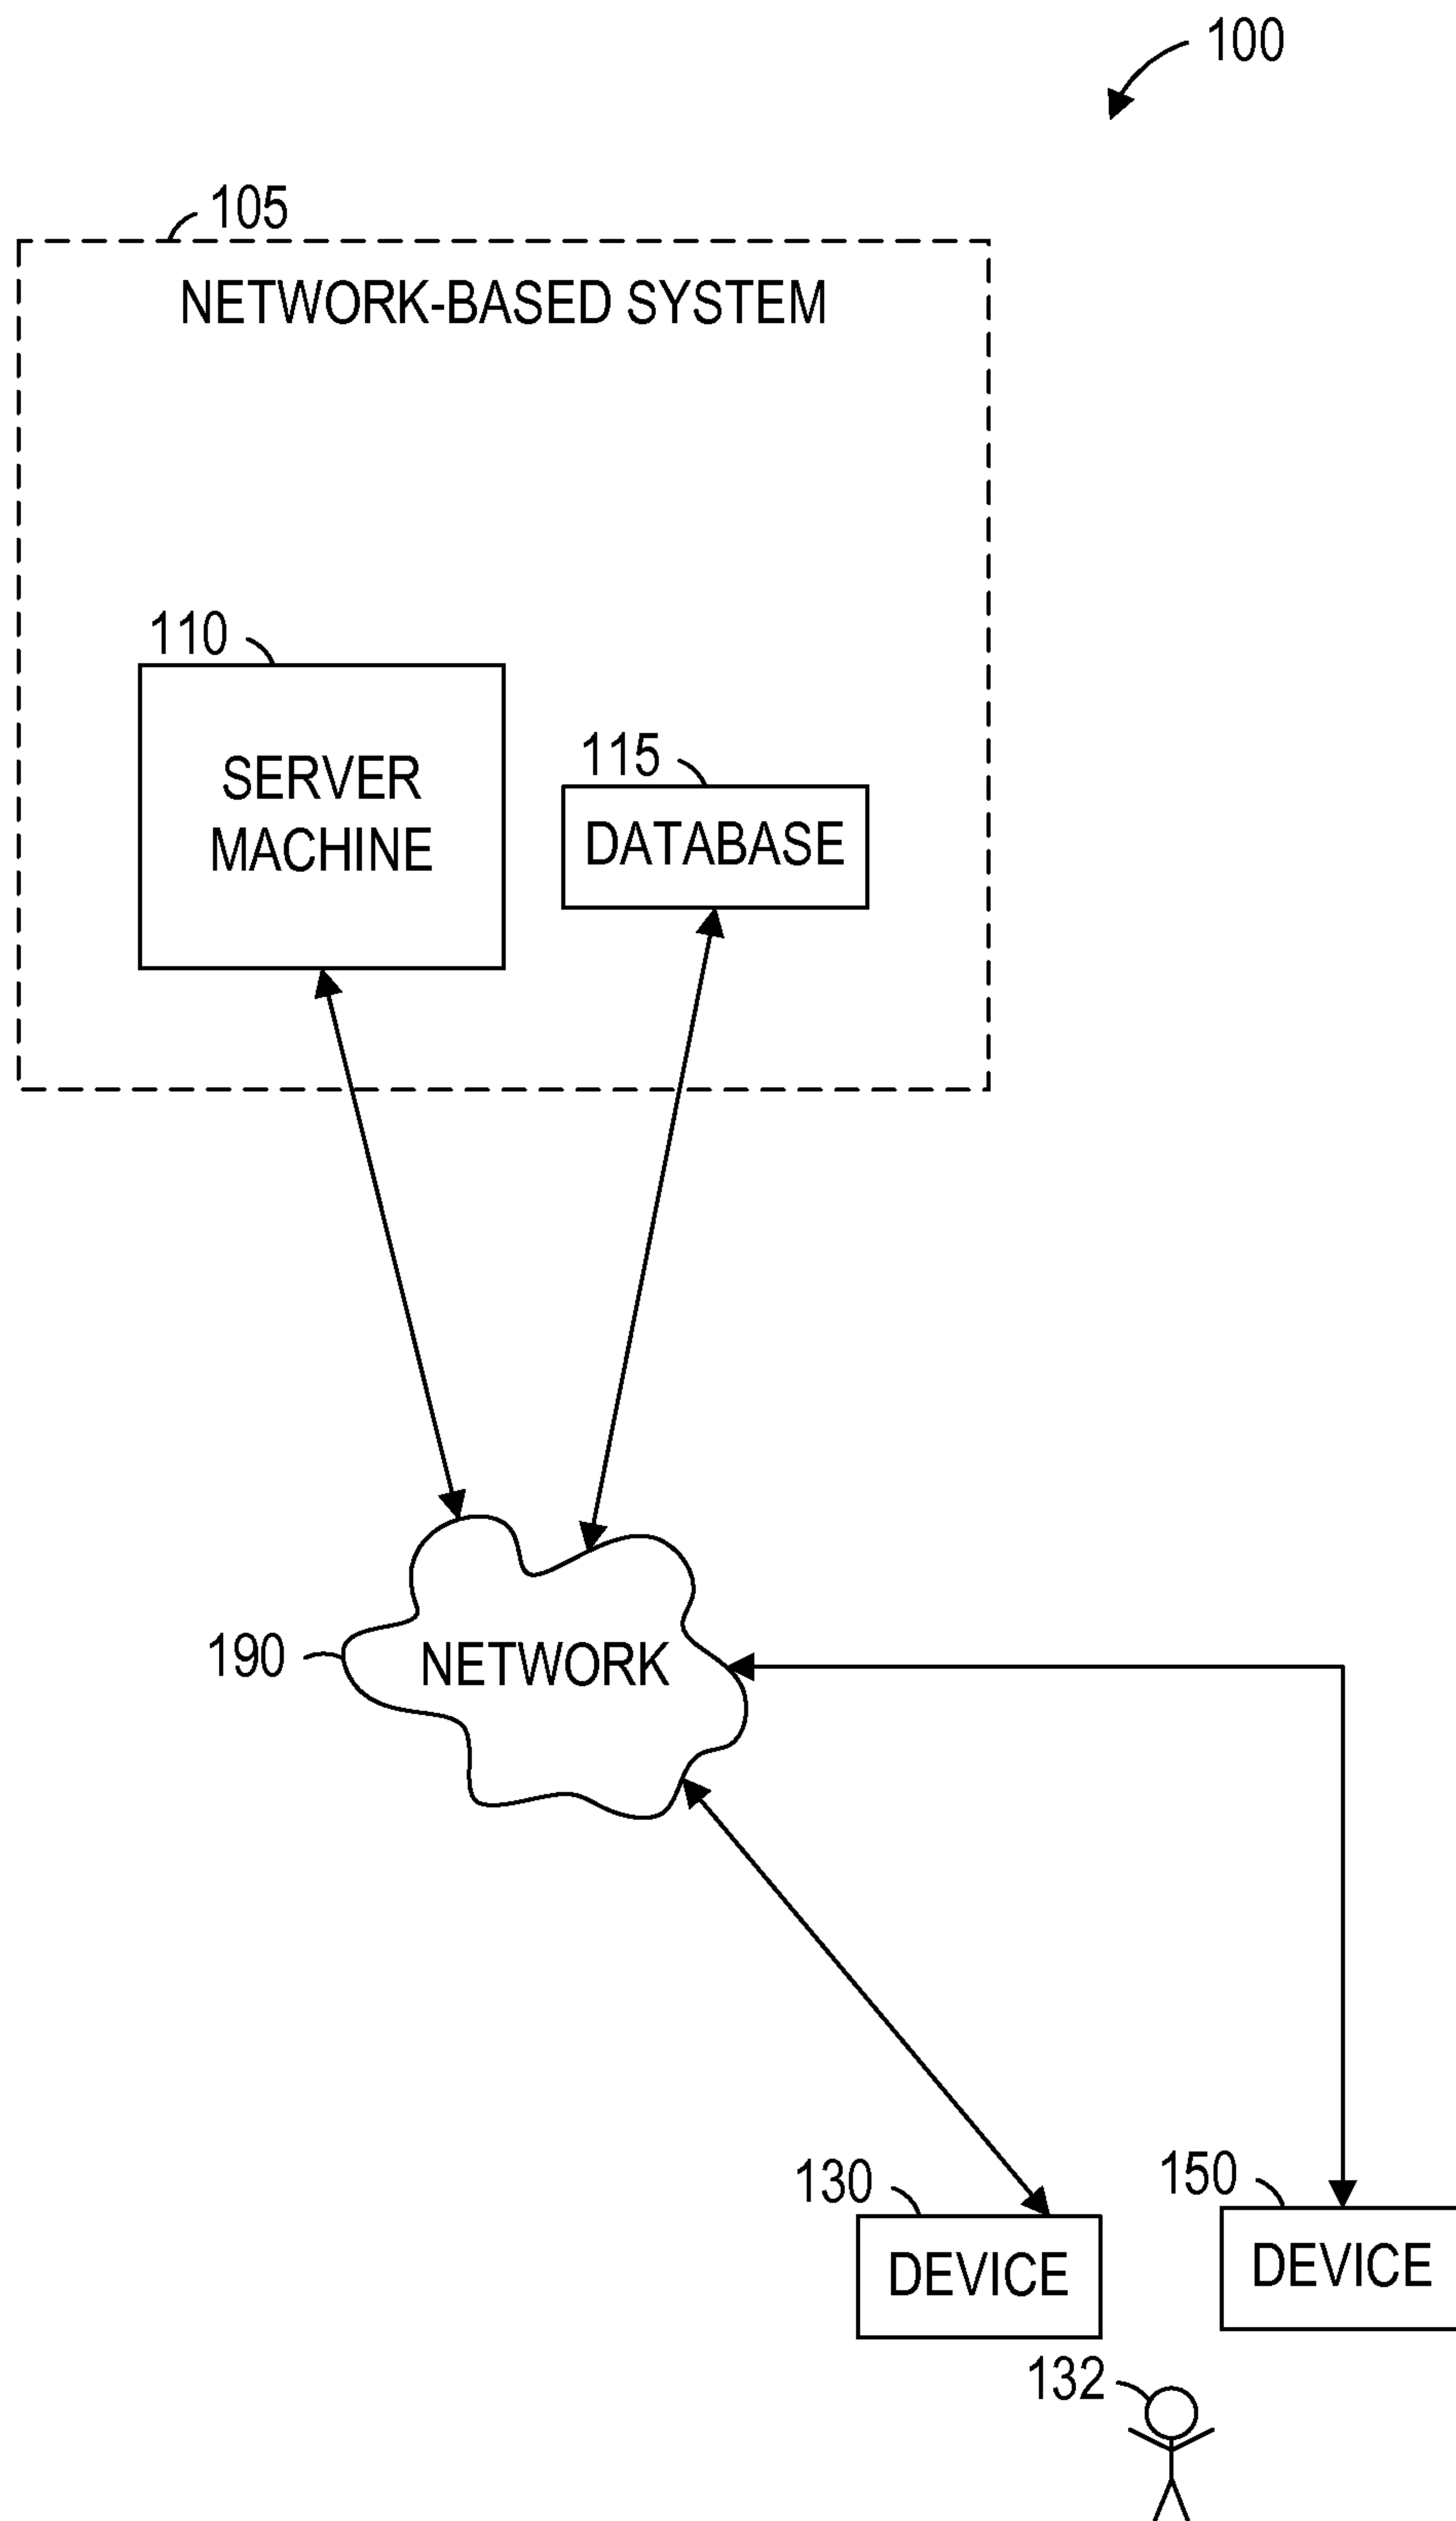 100
105
NETWORK-BASED SYSTEM
110
SERVER
MACHINE
115
DATABASE
190
NETWORK
130
DEVICE
150
DEVICE
132